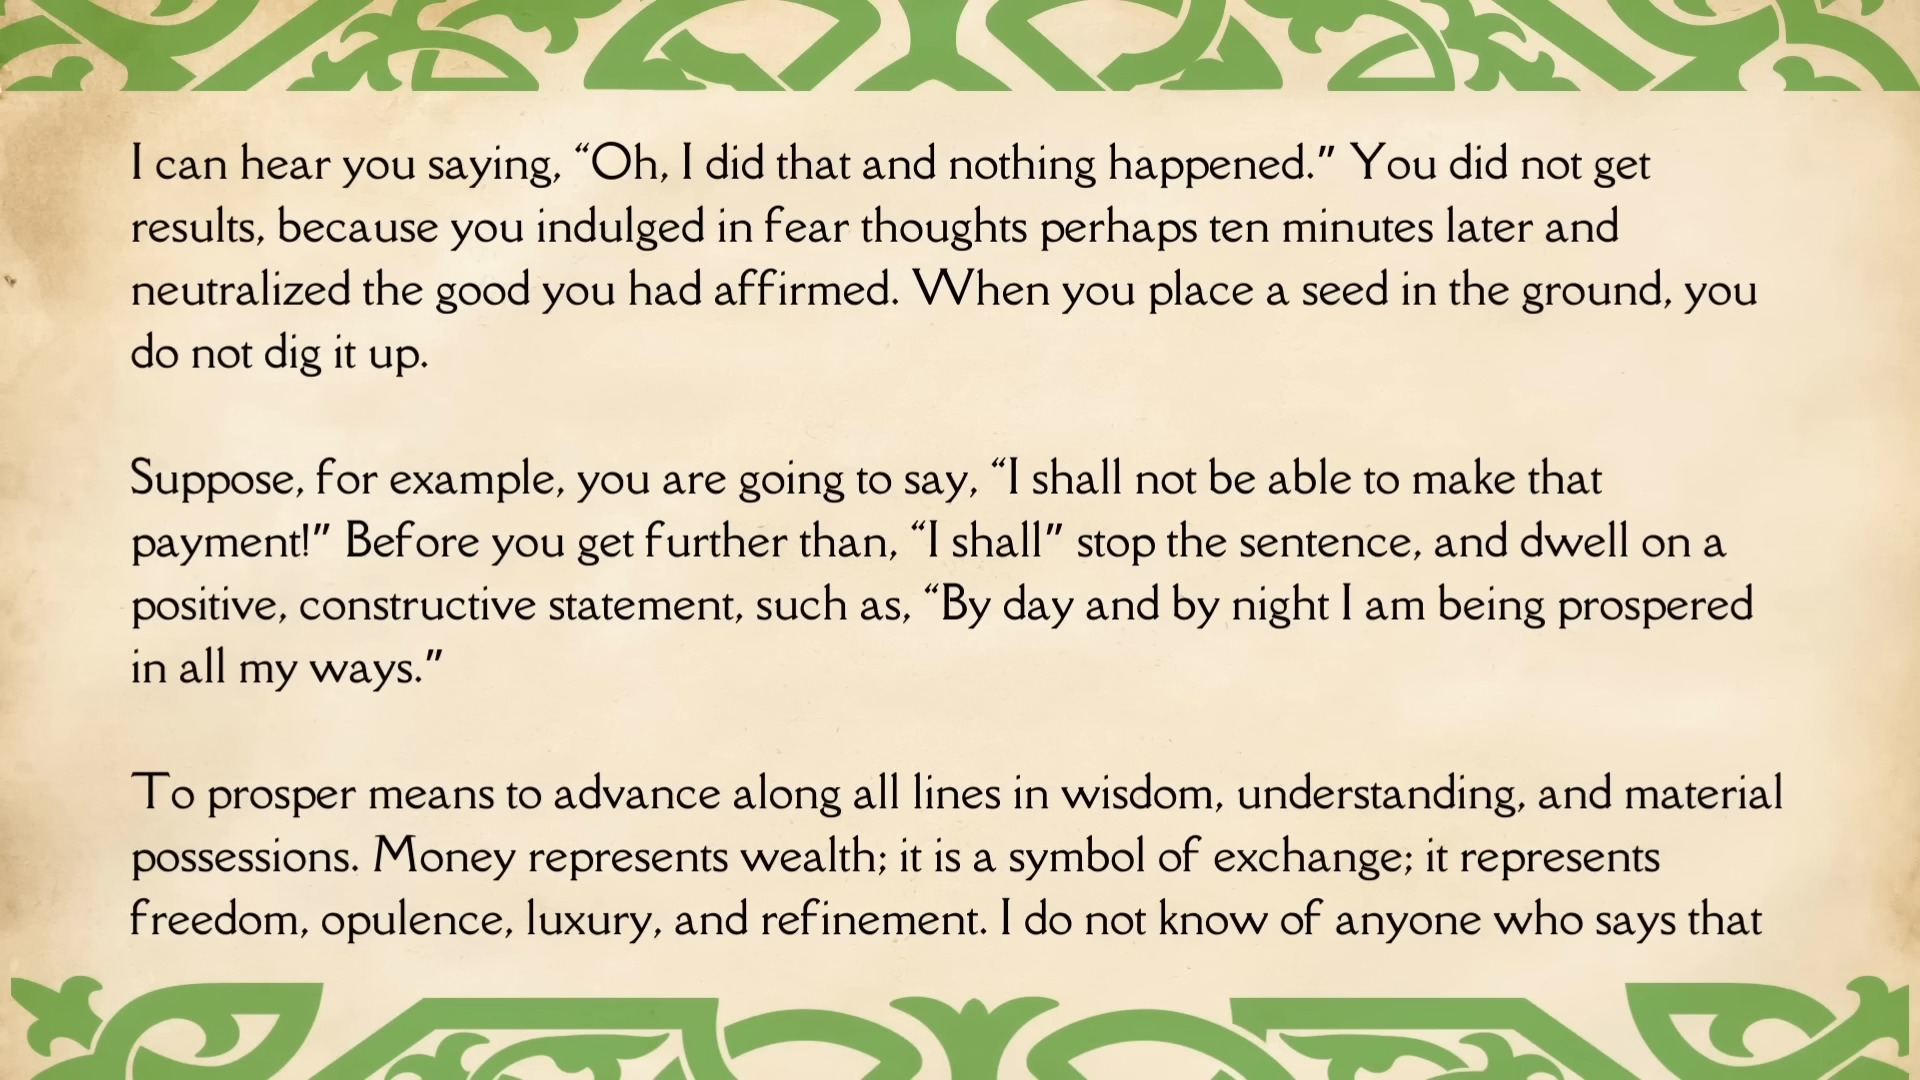 I can hear you saying, “Oh, I did that and nothing happened.” You did not get
results, because you indulged in fear thoughts perhaps ten minutes later and
neutralized the good you had affirmed. When you place a seed in the ground, you
do not dig it up.
Suppose, for example, you are going to say, “I shall not be able to make that
payment!” Before you get further than, “I shall” stop the sentence, and dwell on a
positive, constructive statement, such as, “By day and by night I am being prospered
in all my ways.”
To prosper means to advance along all lines in wisdom, understanding, and material
possessions. Money represents wealth; it is a symbol of exchange; it represents
freedom, opulence, luxury, and refinement. I do not know of anyone who says that